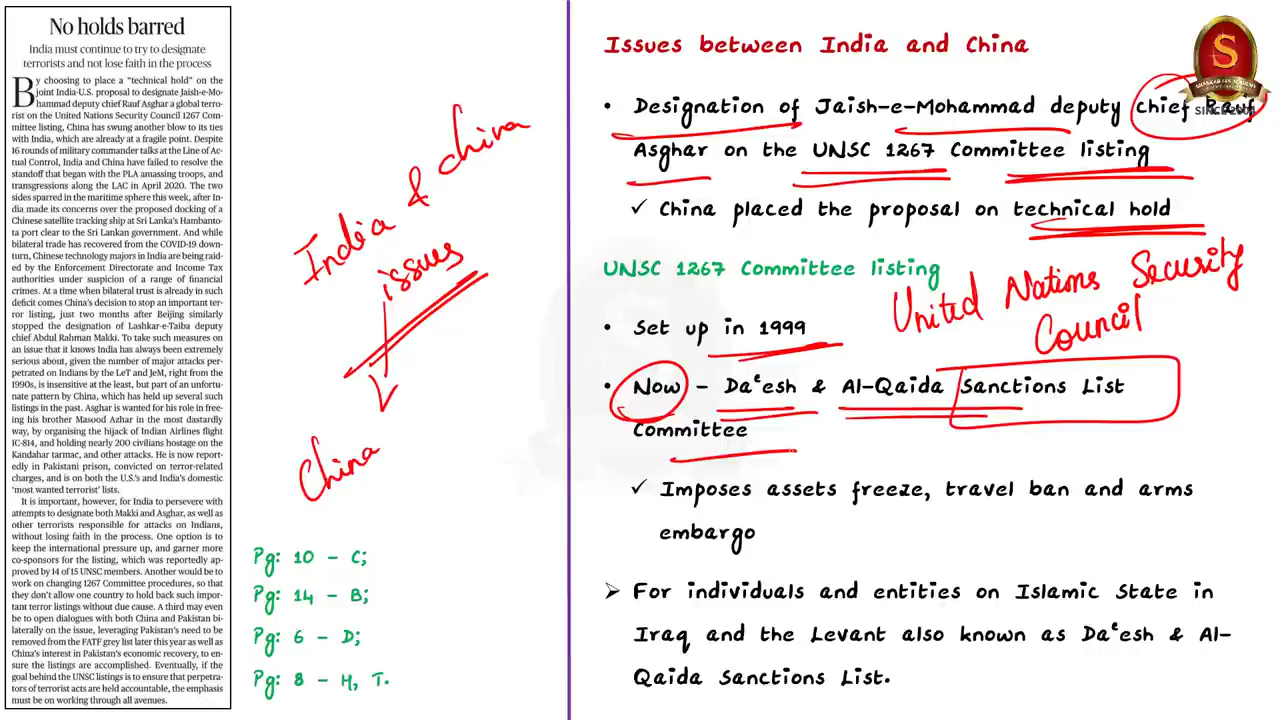 No holds barred
India must continue to try to designate
terrorists and not lose faith in the process
By choosing to place a “technical hold” on the
joint India-U.S. proposal to designate Jaish-e-Mo-
hammad deputy chief Rauf Asghar a global terro-
rist on the United Nations Security Council 1267 Com-
mittee listing, China has swung another blow to its ties
with India, which are already at a fragile point. Despite
16 rounds of military commander talks at the Line of Ac-
tual Control, India and China have failed to resolve the
standoff that began with the PLA amassing troops, and
transgressions along the LAC in April 2020. The two
sides sparred in the maritime sphere this week, after In-
dia made its concerns over the proposed docking of a
Chinese satellite tracking ship at Sri Lanka’s Hambanto-
ta port clear to the Sri Lankan government. And while
bilateral trade has recovered from the COVID-19 down-
turn, Chinese technology majors in India are being raid-
ed by the Enforcement Directorate and Income Tax
authorities under suspicion of a range of financial
crimes. At a time when bilateral trust is already in such
deficit comes China’s decision to stop an important ter-
ror listing, just two months after Beijing similarly
stopped the designation of Lashkar-e-Taiba deputy
chief Abdul Rahman Makki. To take such measures on
an issue that it knows India has always been extremely
serious about, given the number of major attacks per-
petrated on Indians by the LeT and JeM, right from the
1990s, is insensitive at the least, but part of an unfortu-
nate pattern by China, which has held up several such
listings in the past. Asghar is wanted for his role in free-
ing his brother Masood Azhar in the most dastardly
way, by organising the hijack of Indian Airlines flight
IC-814, and holding nearly 200 civilians hostage on the
Kandahar tarmac, and other attacks. He is now report-
edly in Pakistani prison, convicted on terror-related
charges, and is on both the U.S.’s and India’s domestic
‘most wanted terrorist’ lists.
It is important, however, for India to persevere with
attempts to designate both Makki and Asghar, as well as
other terrorists responsible for attacks on Indians,
without losing faith in the process. One option is to
keep the international pressure up, and garner more
co-sponsors for the listing, which was reportedly ap-
proved by 14 of 15 UNSC members. Another would be to
work on changing 1267 Committee procedures, so that
they don’t allow one country to hold back such impor-
tant terror listings without due cause. A third may even
be to open dialogues with both China and Pakistan bi-
laterally on the issue, leveraging Pakistan’s need to be
removed from the FATF grey list later this year as well as
China’s interest in Pakistan’s economic recovery, to en-
sure the listings are accomplished. Eventually, if the
goal behind the UNSC listings is to ensure that perpetra-
tors of terrorist acts are held accountable, the emphasis
must be on working through all avenues.
India & China
issues
China
Pg: 10 - C;
Pg: 14 - B;
Pg: 6 - D;
Pg: 8 - H, T.
Issues between India and China
• Designation of Jaish-e-Mohammad deputy chief Rauf
Asghar on the UNSC 1267 Committee listing
✓ China placed the proposal on technical hold
UNSC 1267 Committee listing
United Nations Security
Council
• Set up in 1999
• Now - Da'esh & Al-Qaida Sanctions List
Committee
✓ Imposes assets freeze, travel ban and arms
embargo
➢ For individuals and entities on Islamic State in
Iraq and the Levant also known as Da'esh & Al-
Qaida Sanctions List.
S
SHANKAR IAS ACADEMY
SINCE 2004